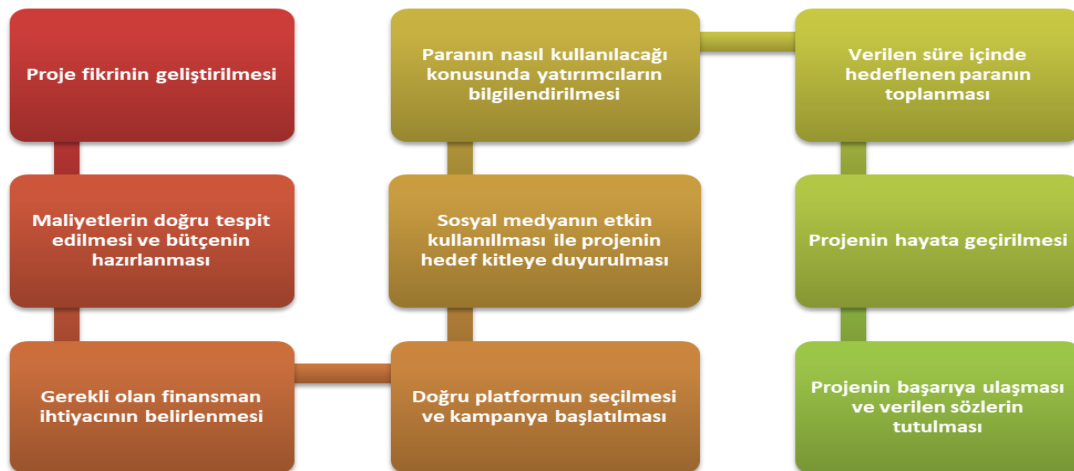 Proje fikrinin geliştirilmesi
Maliyetlerin doğru tespit
edilmesi ve bütçenin
hazırlanması
Gerekli olan finansman
ihtiyacının belirlenmesi
Doğru platformun seçilmesi
ve kampanya başlatılması
Sosyal medyanın etkin
kullanıllması ile projenin
hedef kitleye duyurulması
Paranın nasıl kullanılacağı
konusunda yatırımcıların
bilgilendirilmesi
Verilen süre içinde
hedeflenen paranın
toplanması
Projenin hayata geçirilmesi
Projenin başarıya ulaşması
ve verilen sözlerin
tutulması